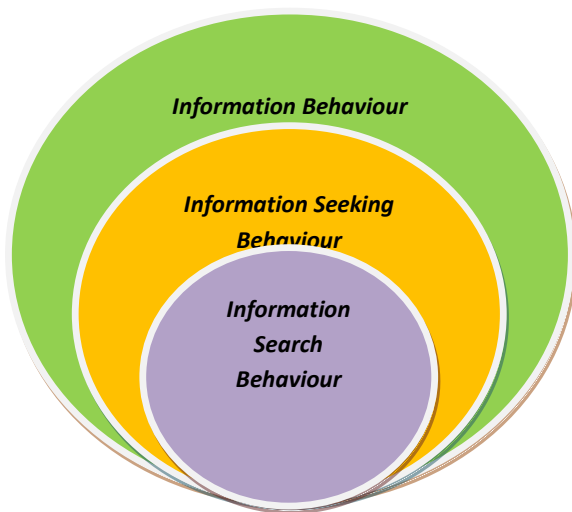 Information Behaviour
Information Seeking
Behaviour
Information
Search
Behaviour